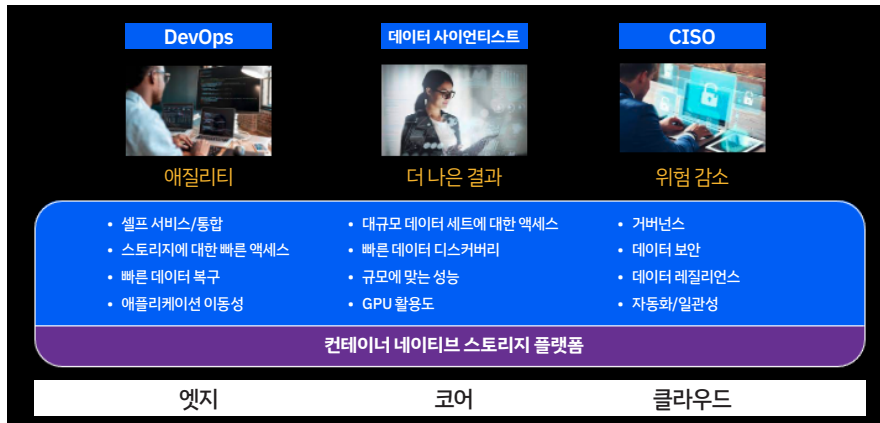 DevOps
데이터 사이언티스트
CISO
애질리티
더 나은 결과
위험 감소
• 셀프 서비스/통합
• 스토리지에 대한 빠른 액세스
• 빠른 데이터 복구
• 애플리케이션 이동성
• 대규모 데이터 세트에 대한 액세스
• 빠른 데이터 디스커버리
• 규모에 맞는 성능
• GPU 활용도
• 거버넌스
• 데이터 보안
• 데이터 레질리언스
• 자동화/일관성
컨테이너 네이티브 스토리지 플랫폼
엣지
코어
클라우드